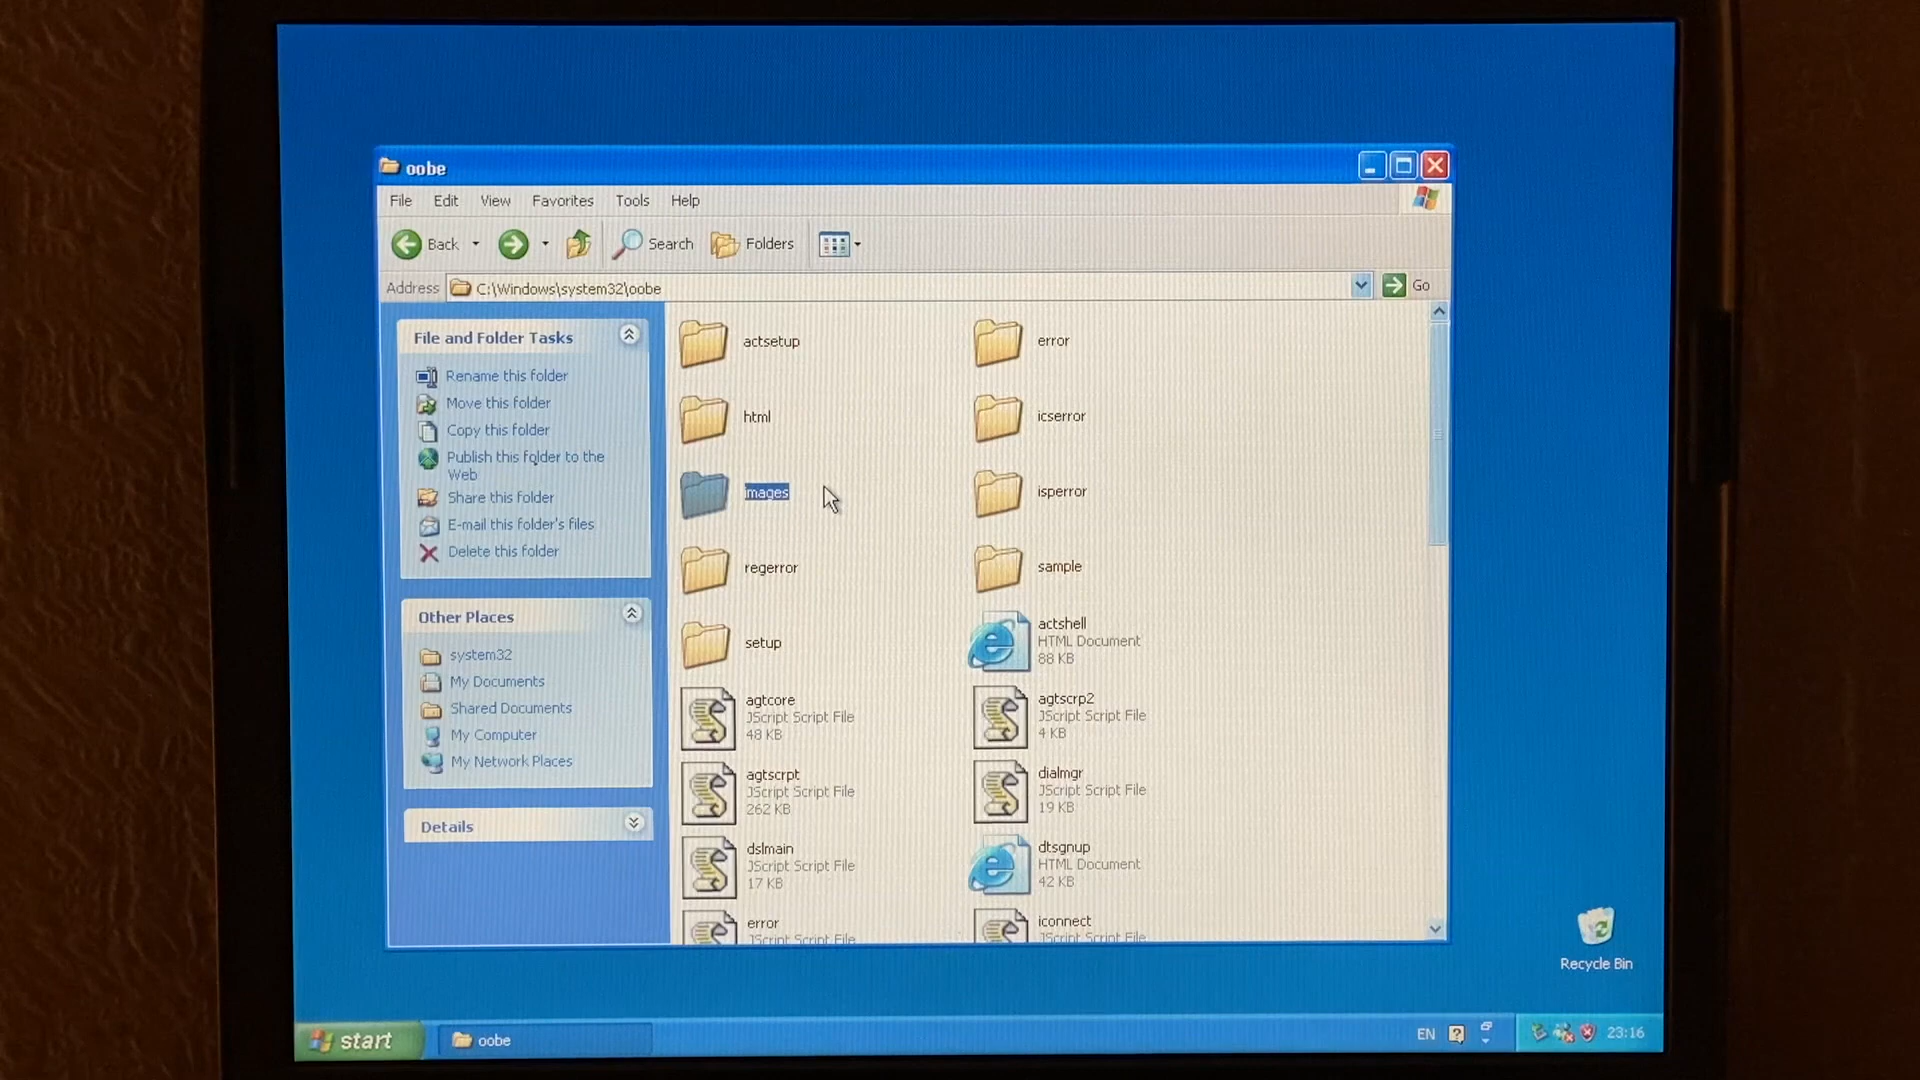 oobe
File Edit View Favorites Tools Help
Back Search Folders
Address C:\Windows\system32\oobe Go
File and Folder Tasks
Rename this folder
Move this folder
Copy this folder
Publish this folder to the
Web
Share this folder
E-mail this folder's files
Delete this folder
Other Places
system32
My Documents
Shared Documents
My Computer
My Network Places
Details
actsetup
error
html
icserror
images
isperror
regerror
sample
setup
actshell
HTML Document
88 KB
agtcore
JScript Script File
48 KB
agtscrp2
JScript Script File
4 KB
agtscrpt
JScript Script File
262 KB
dialmgr
JScript Script File
19 KB
dslmain
JScript Script File
17 KB
dtsgnup
HTML Document
42 KB
error
JScript Script File
iconnect
JScript Script File
Recycle Bin
start oobe EN 23:16